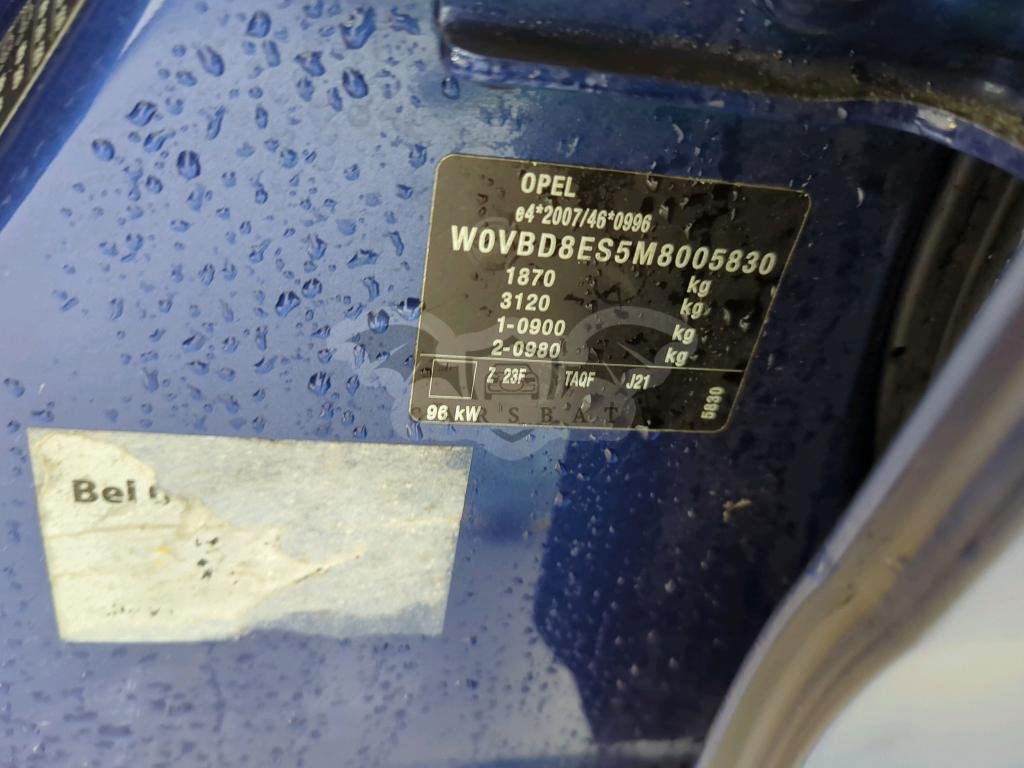 OPEL
e4*2007/46*0996
W0VBD8ES5M8005830
1870 kg
3120 kg
1-0900 kg
2-0980 kg
Z 23F TAQF J21
96 kW
5830
Bei